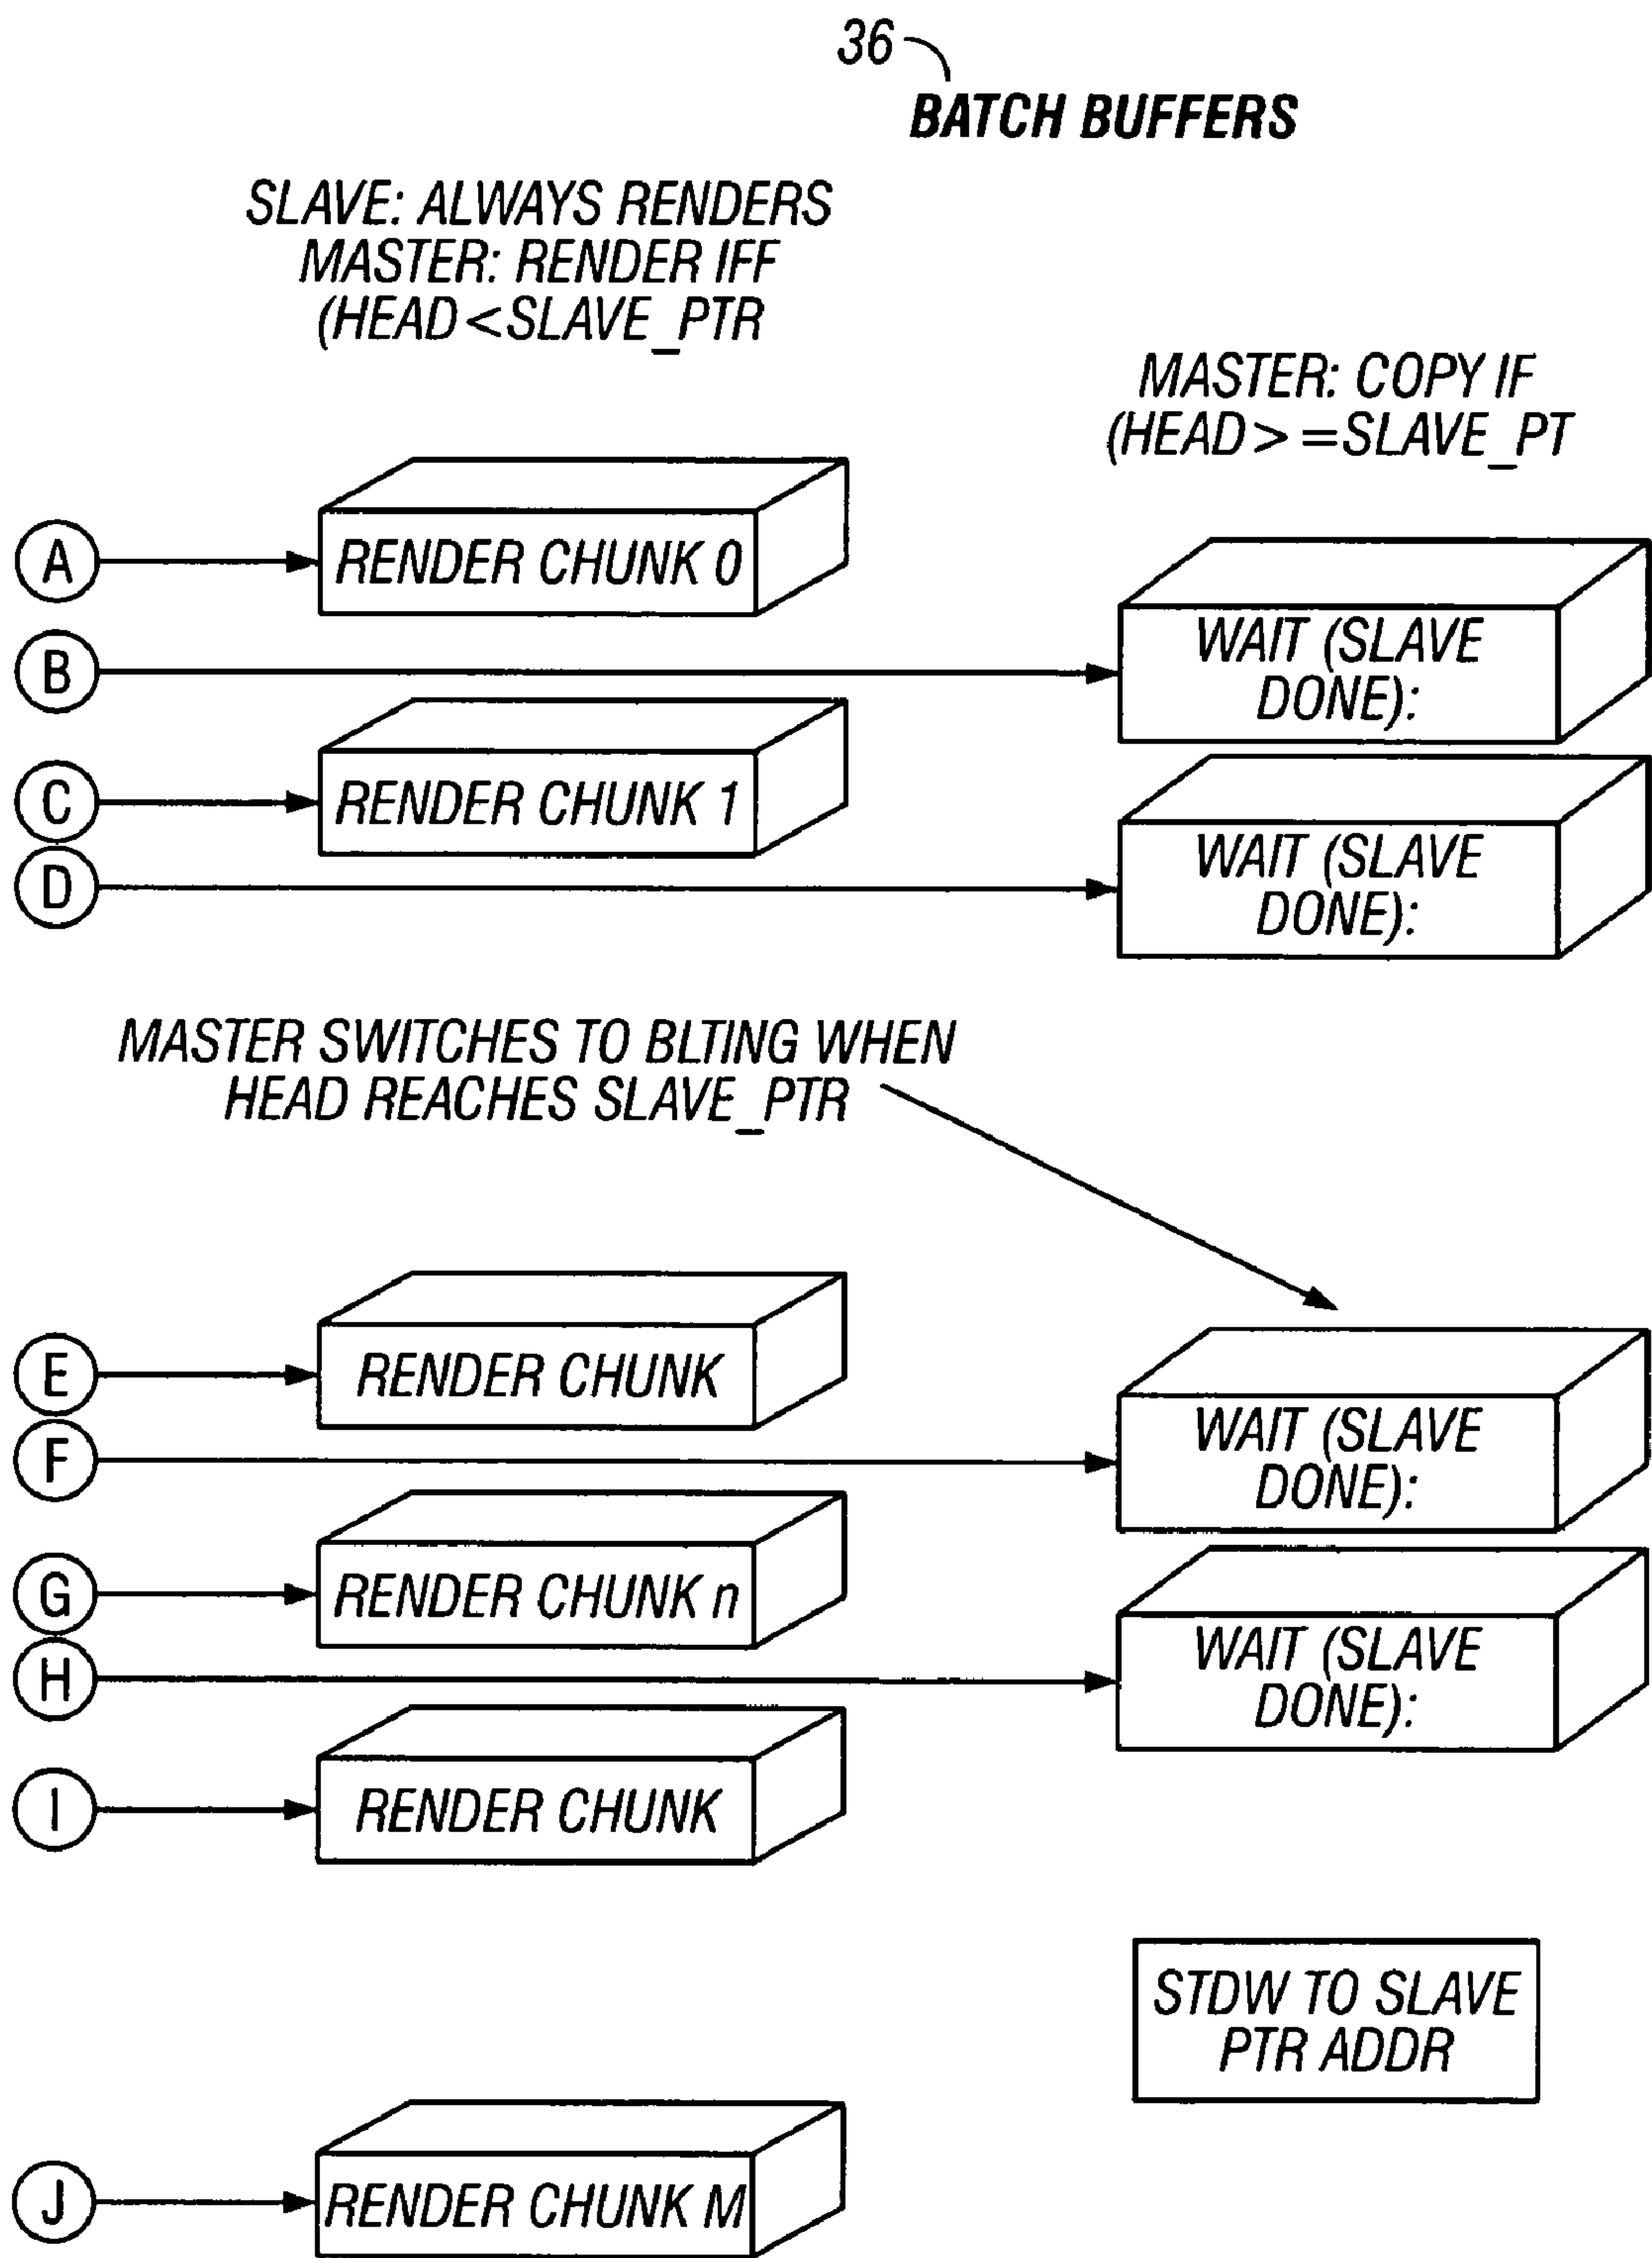 36
BATCH BUFFERS
SLAVE: ALWAYS RENDERS
MASTER: RENDER IFF
(HEAD<SLAVE_PTR
MASTER: COPY IF
(HEAD>=SLAVE_PT
A
RENDER CHUNK 0
B
WAIT (SLAVE
DONE):
C
RENDER CHUNK 1
D
WAIT (SLAVE
DONE):
MASTER SWITCHES TO BLTING WHEN
HEAD REACHES SLAVE_PTR
E
RENDER CHUNK
F
WAIT (SLAVE
DONE):
G
RENDER CHUNK n
H
WAIT (SLAVE
DONE):
I
RENDER CHUNK
STDW TO SLAVE
PTR ADDR
J
RENDER CHUNK M